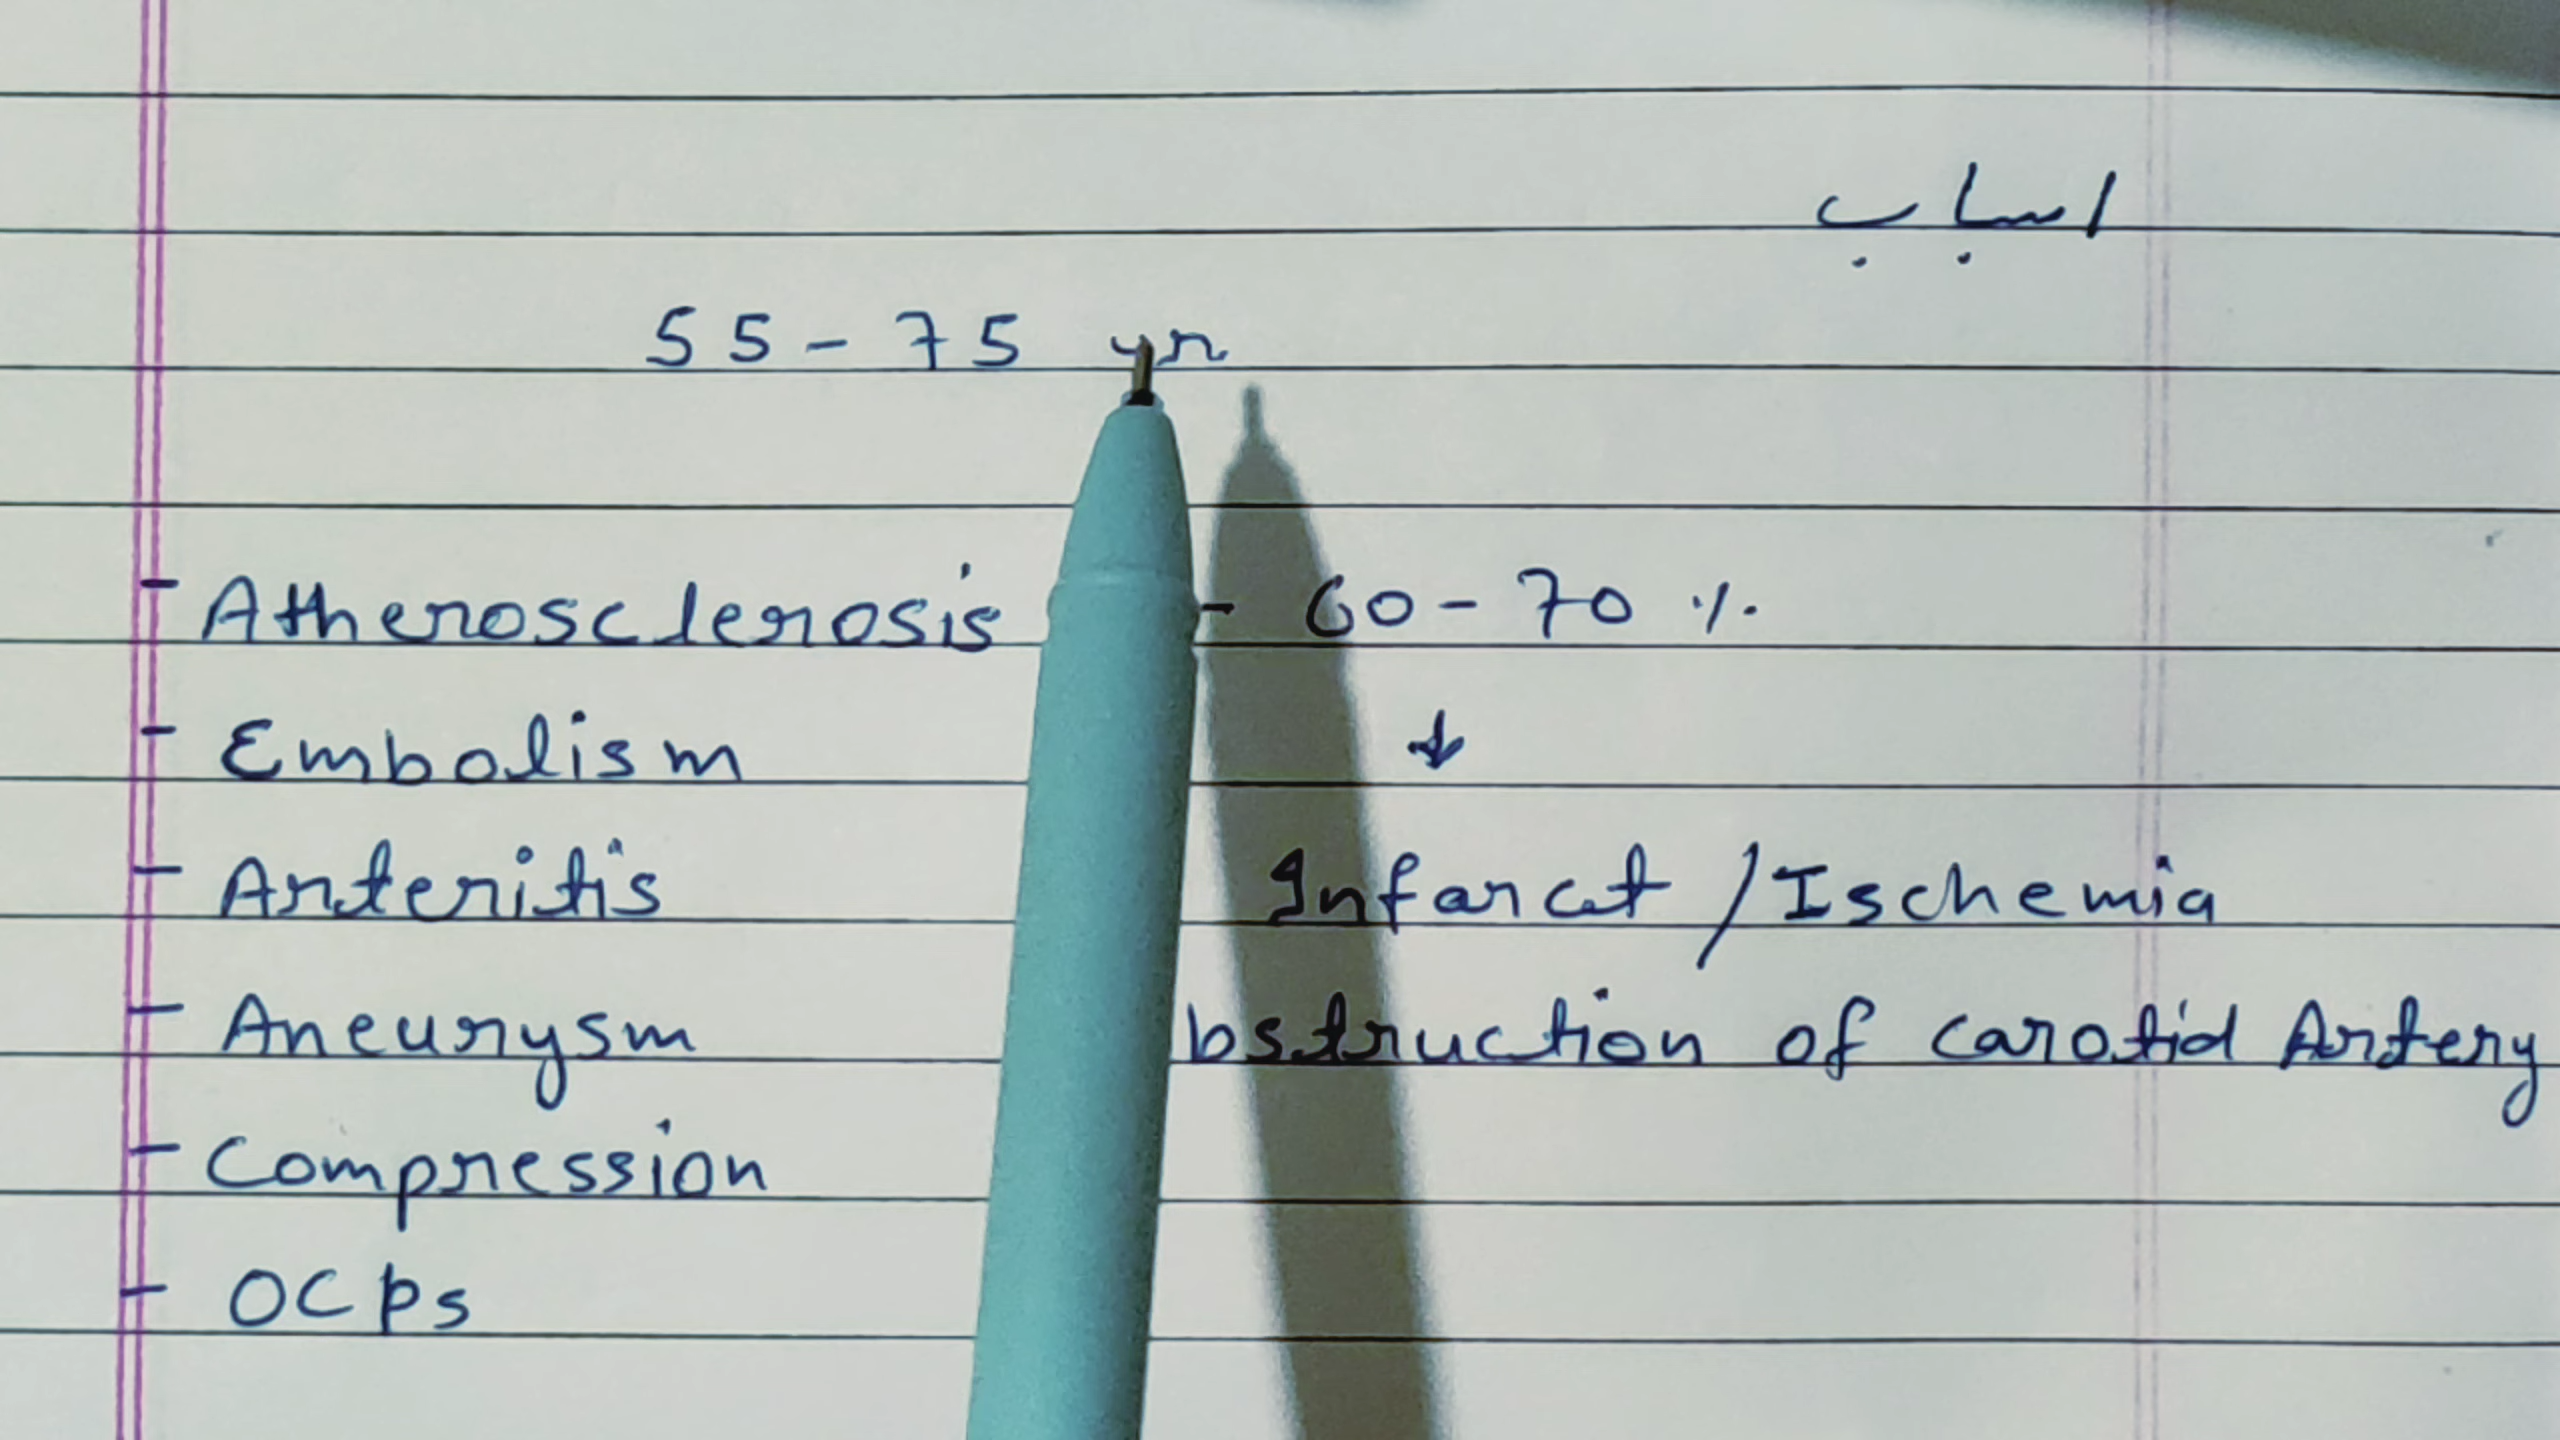 اسباب
55-75 yr
- Atherosclerosis - 60-70 %
- Embolism ↓
- Arteritis Infarct / Ischemia
- Aneurysm bstruction of carotid Artery
- Compression
- OCPs